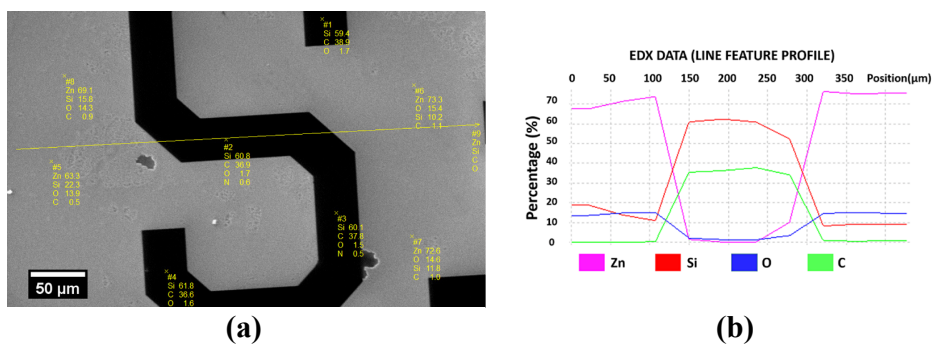 #1
Si 59.4
C 38.9
O 1.7
#8
Zn 69.1
Si 15.8
O 14.3
C 0.9
#6
Zn 73.3
O 15.4
Si 10.2
C 1.1
#9
Zn
Si
C
O
#2
Si 60.8
C 36.9
O 1.7
N 0.6
#5
Zn 63.3
Si 22.3
O 13.9
C 0.5
#3
Si 60.1
C 37.8
O 1.5
N 0.5
#7
Zn 72.6
O 14.6
Si 11.8
C 1.0
#4
Si 61.8
C 36.6
O 1.6
50 µm
(a)
EDX DATA (LINE FEATURE PROFILE)
0 50 100 150 200 250 300 350 Position(µm)
Percentage (%)
70
60
50
40
30
20
10
0
Zn Si O C
(b)